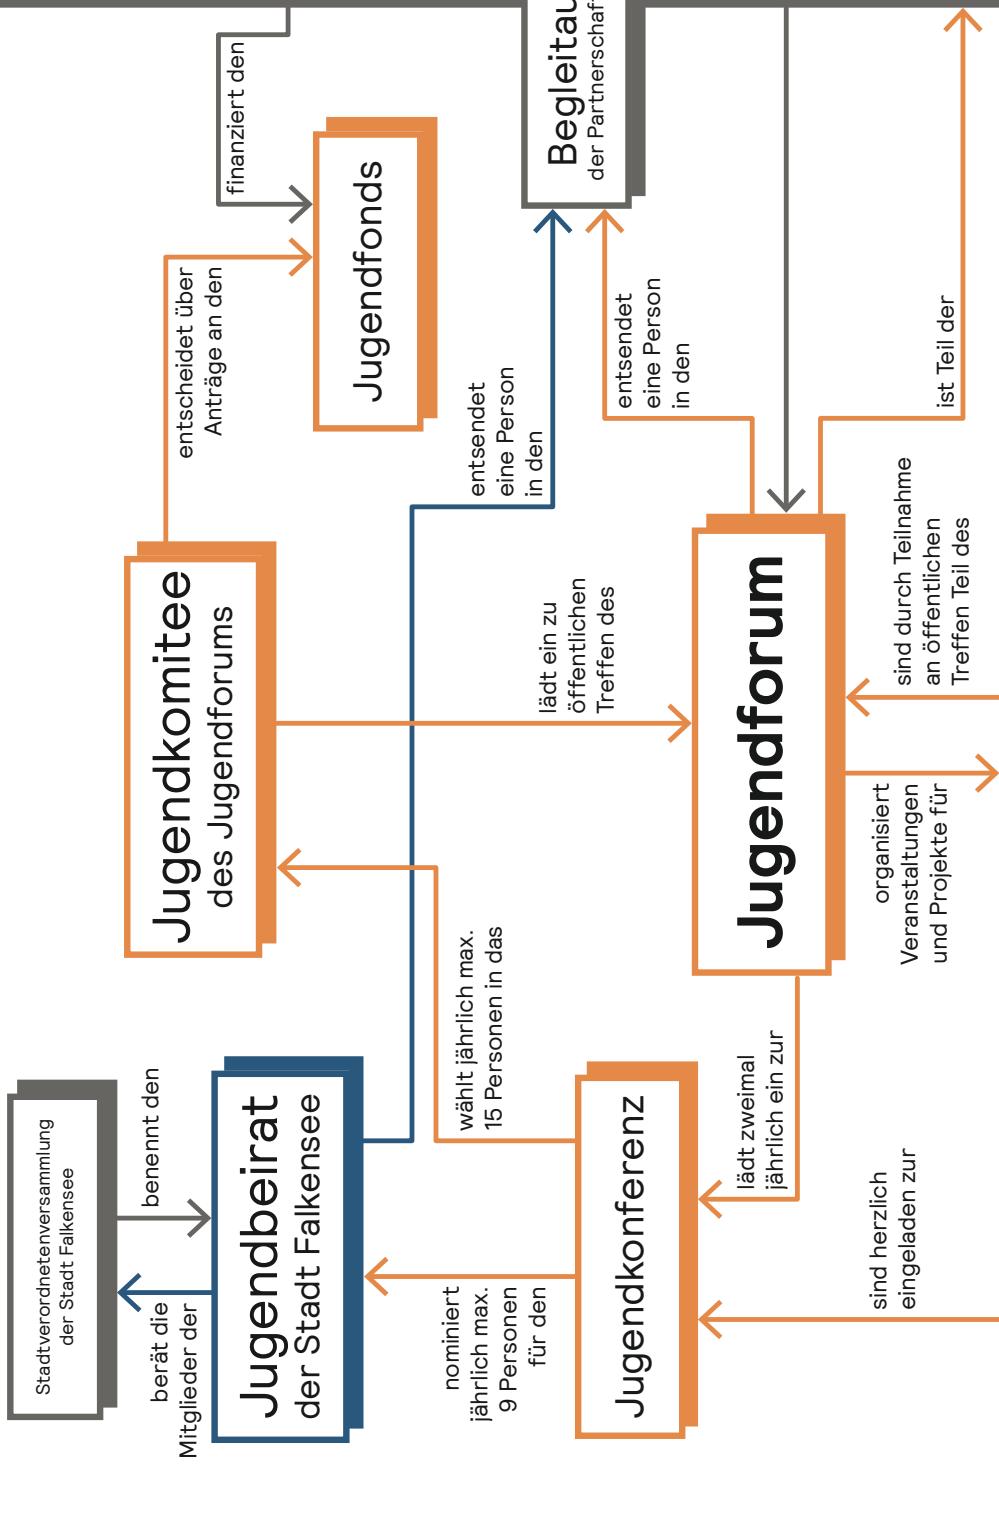 Stadtverordnetenversammlung
der Stadt Falkensee
berät die
Mitglieder der
benennt den
Jugendbeirat
der Stadt Falkensee
Jugendkomitee
des Jugendforums
entscheidet über
Anträge an den
finanziert den
Jugendfonds
nominiert
jährlich max.
9 Personen
für den
wählt jährlich max.
15 Personen in das
entsendet
eine Person
in den
lädt ein zu
öffentlichen
Treffen des
der Partnerschaf
entsendet
eine Person
in den
Jugendkonferenz
lädt zweimal
jährlich ein zur
Jugendforum
ist Teil der
sind herzlich
eingeladen zur
organisiert
Veranstaltungen
und Projekte für
sind durch Teilnahme
an öffentlichen
Treffen Teil des